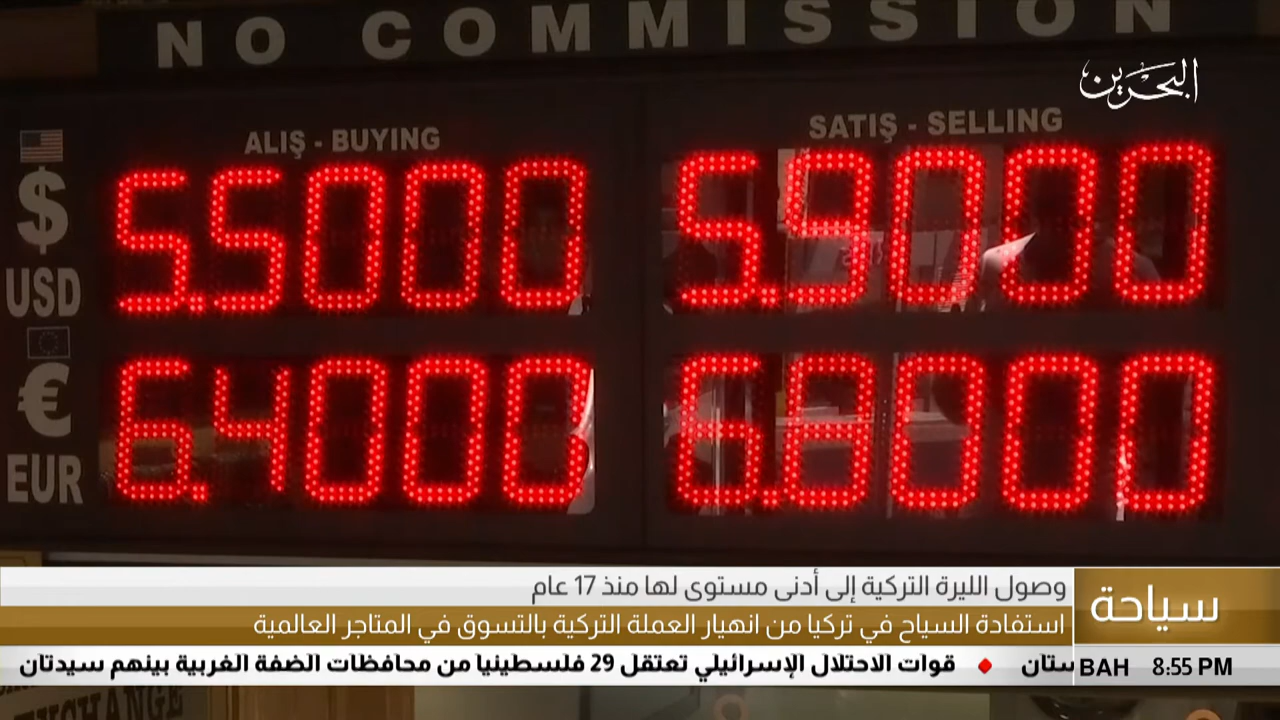 NO COMMISSION
البحرين
ALIŞ - BUYING
SATIŞ - SELLING
$ 5.5000 5.9000
USD
€ 6.4000 6.8000
EUR
سياحة
وصول الليرة التركية إلى أدنى مستوى لها منذ 17 عام
استفادة السياح في تركيا من انهيار العملة التركية بالتسوق في المتاجر العالمية
BAH 8:55 PM
ستان ♦ قوات الاحتلال الإسرائيلي تعتقل 29 فلسطينيا من محافظات الضفة الغربية بينهم سيدتان
EXCHANGE